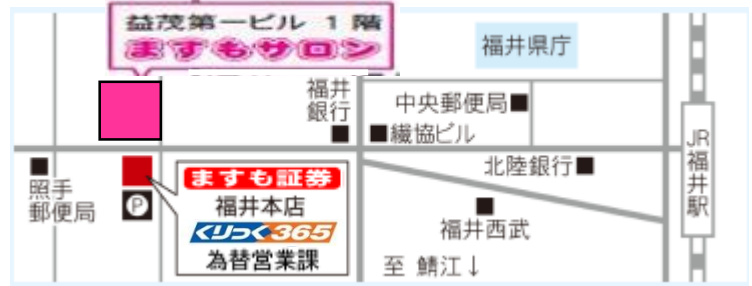 益茂第一ビル 1 階
ますもサロン
福井県庁
福井
銀行
中央郵便局■
■繊協ビル
JR
福
井
駅
北陸銀行■
照手
郵便局
P
ますも証券
福井本店
くりっく365
為替営業課
福井西武
至 鯖江↓